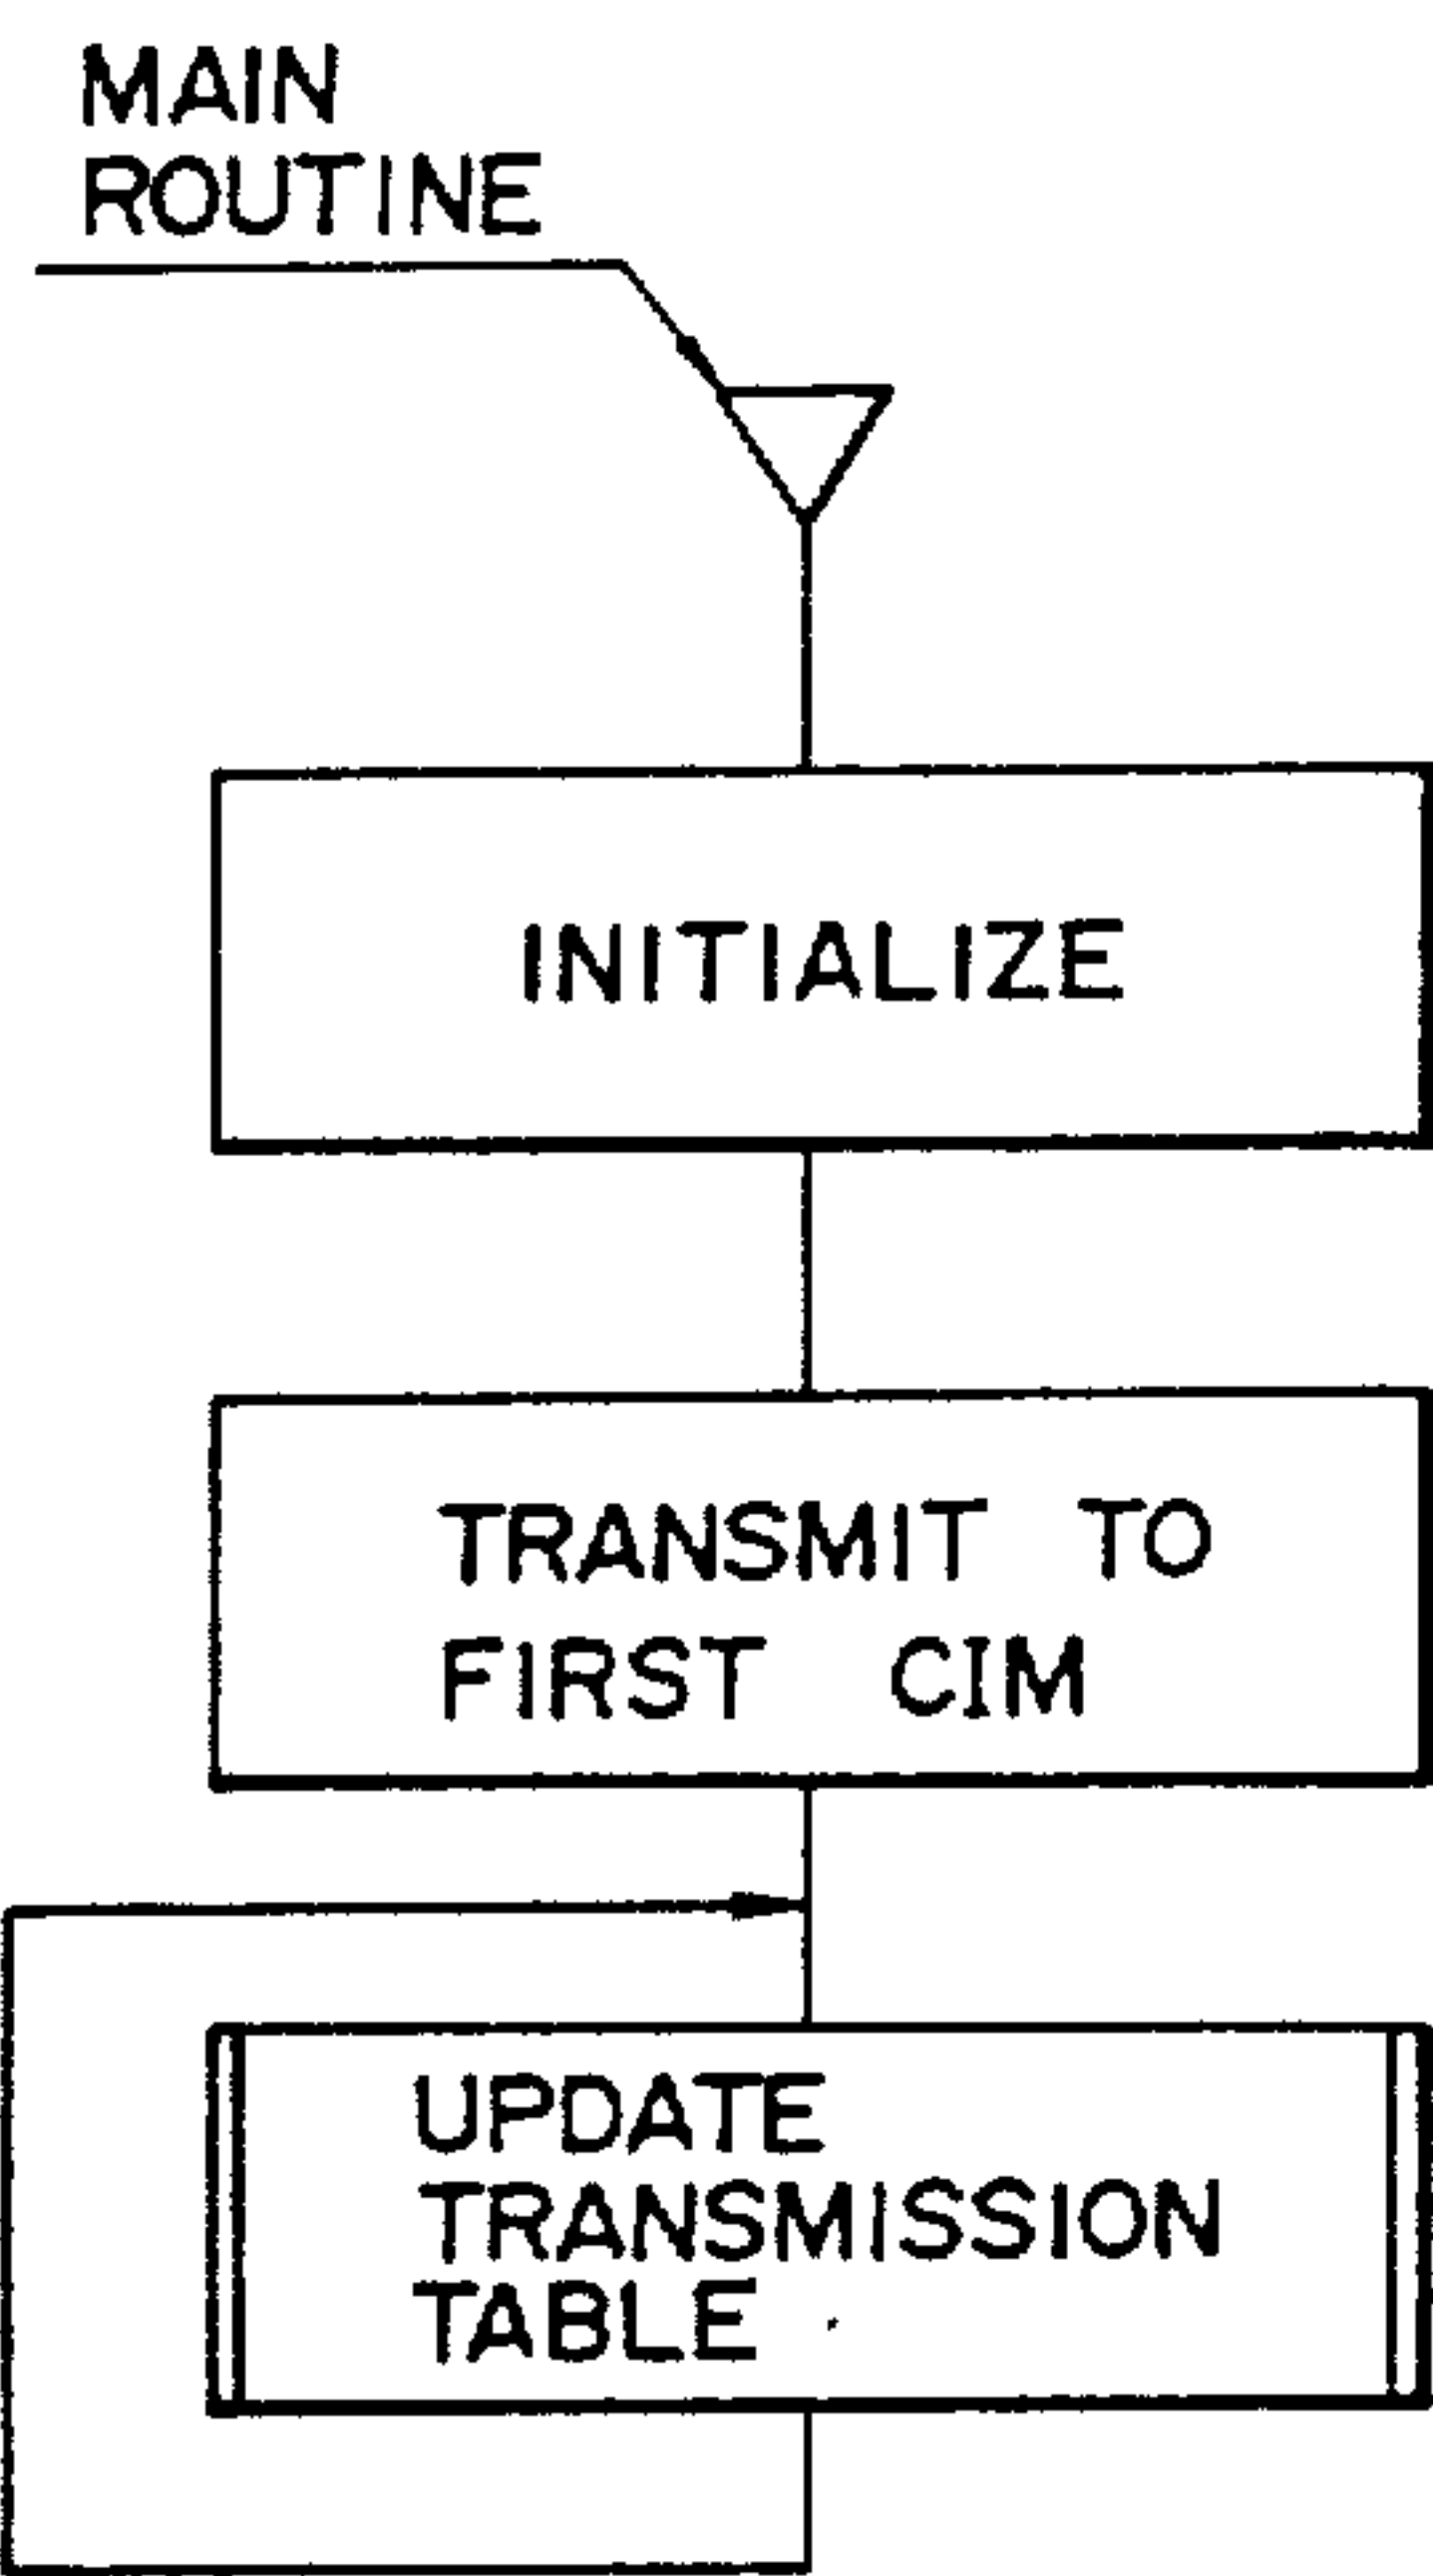 MAIN
ROUTINE
INITIALIZE
TRANSMIT TO
FIRST CIM
UPDATE
TRANSMISSION
TABLE